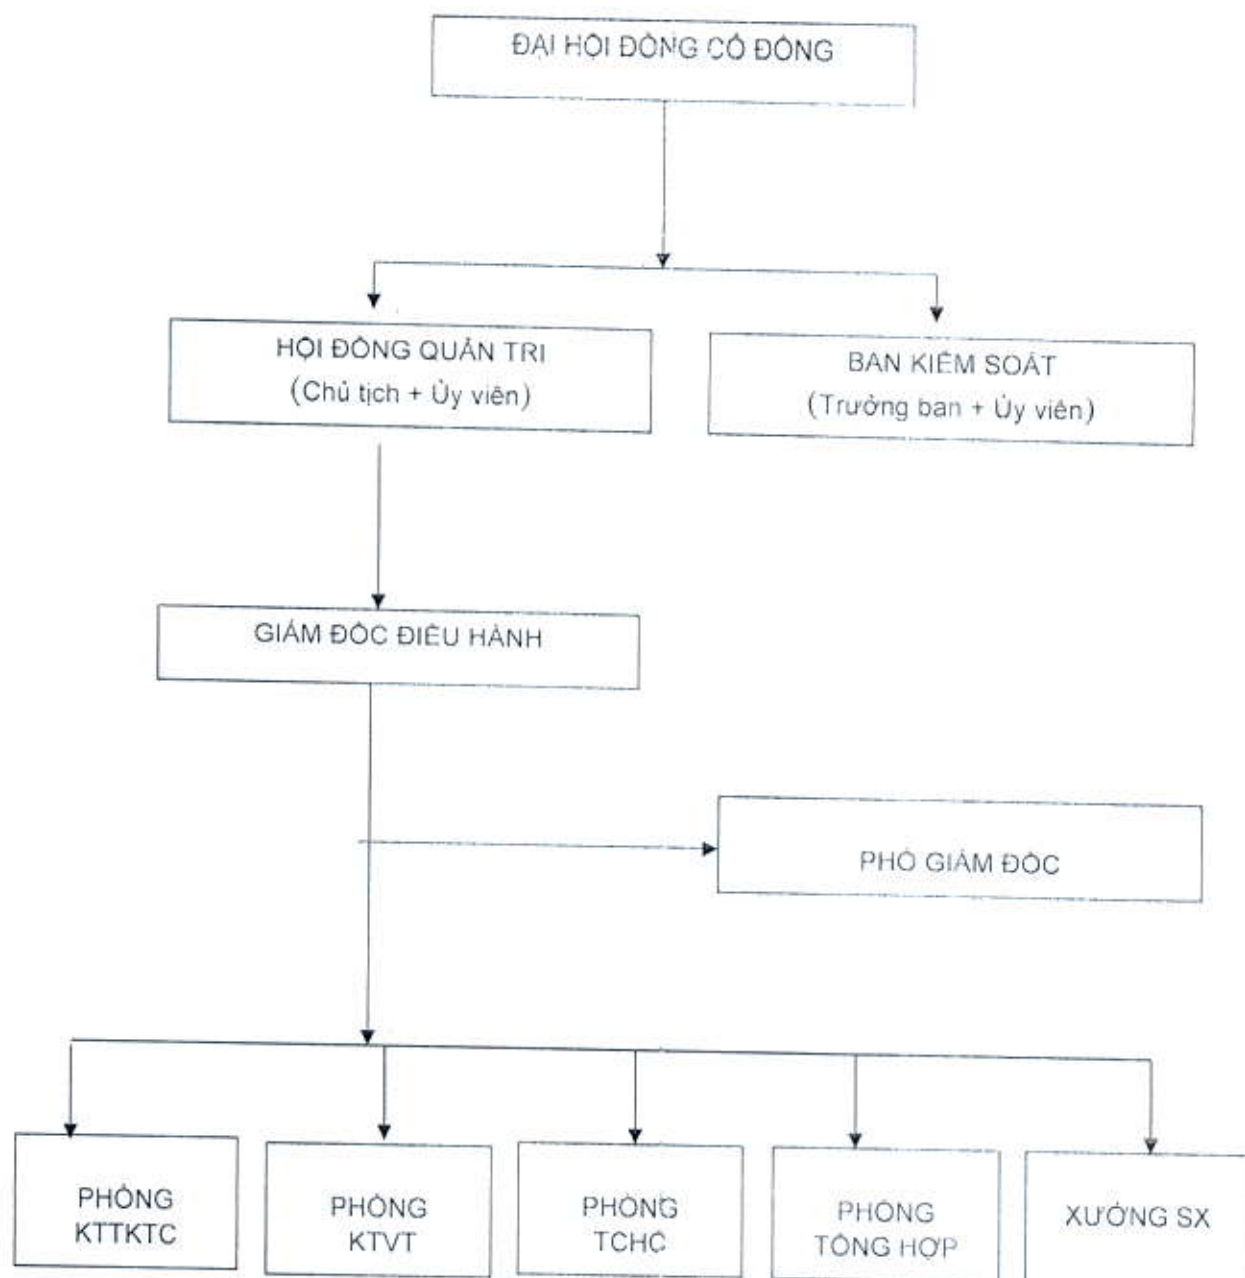 ĐẠI HỘI ĐỒNG CỔ ĐÔNG
HỘI ĐỒNG QUẢN TRỊ
(Chủ tịch + Ủy viên)
BAN KIỂM SOÁT
(Trưởng ban + Ủy viên)
GIÁM ĐỐC ĐIỀU HÀNH
PHÓ GIÁM ĐỐC
PHÒNG
KTTKTC
PHÒNG
KTVT
PHÒNG
TCHC
PHÒNG
TỔNG HỢP
XƯỞNG SX